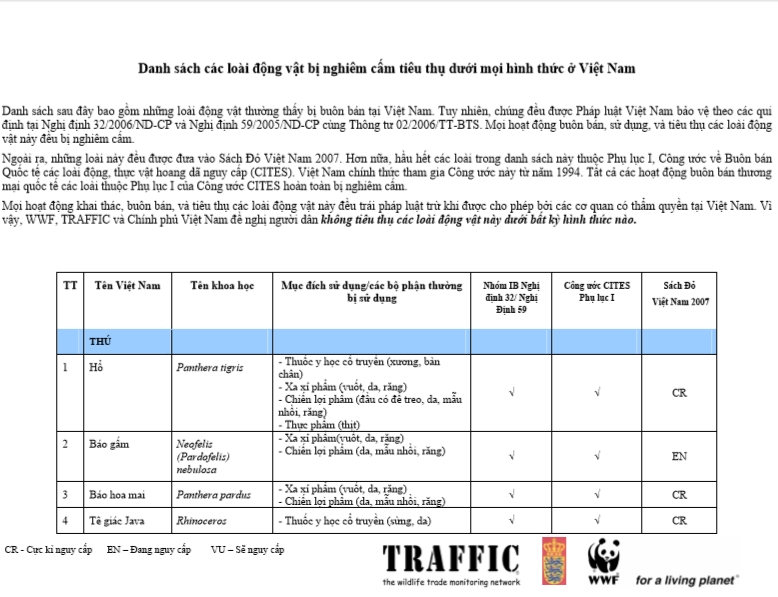 Danh sách các loài động vật bị nghiêm cấm tiêu thụ dưới mọi hình thức ở Việt Nam
Danh sách sau đây bao gồm những loài động vật thường thấy bị buôn bán tại Việt Nam. Tuy nhiên, chúng đều được Pháp luật Việt Nam bảo vệ theo các qui
định tại Nghị định 32/2006/ND-CP và Nghị định 59/2005/ND-CP cùng Thông tư 02/2006/TT-BTS. Mọi hoạt động buôn bán, sử dụng, và tiêu thụ các loài động
vật này đều bị nghiêm cấm.
Ngoài ra, những loài này đều được đưa vào Sách Đỏ Việt Nam 2007. Hơn nữa, hầu hết các loài trong danh sách này thuộc Phụ lục I, Công ước về Buôn bán
Quốc tế các loài động, thực vật hoang dã nguy cấp (CITES). Việt Nam chính thức tham gia Công ước này từ năm 1994. Tất cả các hoạt động buôn bán thương
mại quốc tế các loài thuộc Phụ lục I của Công ước CITES hoàn toàn bị nghiêm cấm.
Mọi hoạt động khai thác, buôn bán, và tiêu thụ các loài động vật này đều trái pháp luật trừ khi được cho phép bởi các cơ quan có thẩm quyền tại Việt Nam. Vì
vậy, WWF, TRAFFIC và Chính phủ Việt Nam đề nghị người dân không tiêu thụ các loài động vật này dưới bất kỳ hình thức nào.
TT Tên Việt Nam Tên khoa học Mục đích sử dụng/các bộ phận thường Nhóm IB Nghị Công ước CITES Sách Đỏ
bị sử dụng định 32/ Nghị Phụ lục I Việt Nam 2007
Định 59
THÚ
1 Hổ Panthera tigris - Thuốc y học cổ truyền (xương, bàn
chân)
- Xa xỉ phẩm (vuốt, da, răng)
- Chiến lợi phẩm (đầu có đế treo, da, mẫu √ √ CR
nhồi, răng)
- Thực phẩm (thịt)
2 Báo gấm Neofelis - Xa xỉ phẩm(vuốt, da, răng)
(Pardofelis) - Chiến lợi phẩm (da, mẫu nhồi, răng) √ √ EN
nebulosa
3 Báo hoa mai Panthera pardus - Xa xỉ phẩm (vuốt, da, răng) √ √ CR
- Chiến lợi phẩm (da, mẫu nhồi, răng)
4 Tê giác Java Rhinoceros - Thuốc y học cổ truyền (sừng, da) √ √ CR
CR - Cực kì nguy cấp EN – Đang nguy cấp VU – Sẽ nguy cấp
TRAFFIC
the wildlife trade monitoring network
WWF for a living planet®